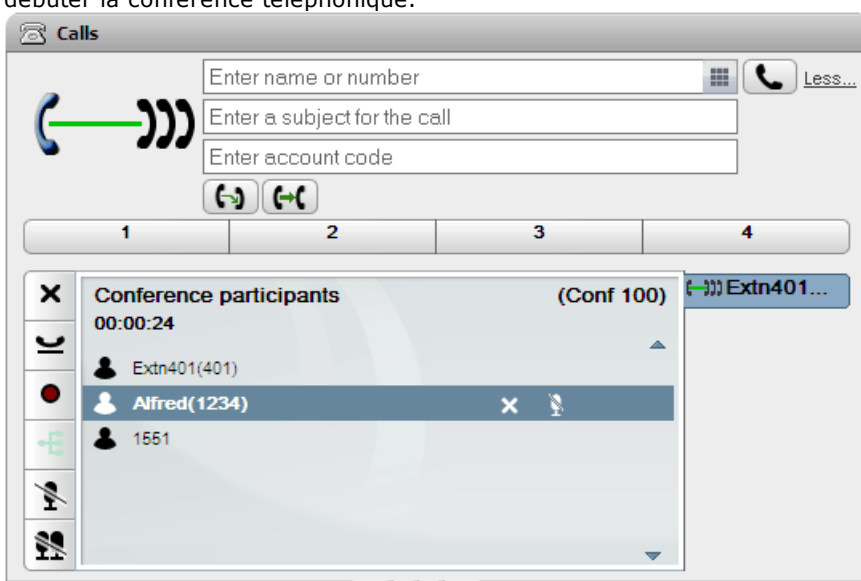 débuter la conférence téléphonique.
Calls
Enter name or number
Less...
Enter a subject for the call
Enter account code
1 2 3 4
Conference participants (Conf 100)
Extn401...
00:00:24
Extn401(401)
Alfred(1234)
1551